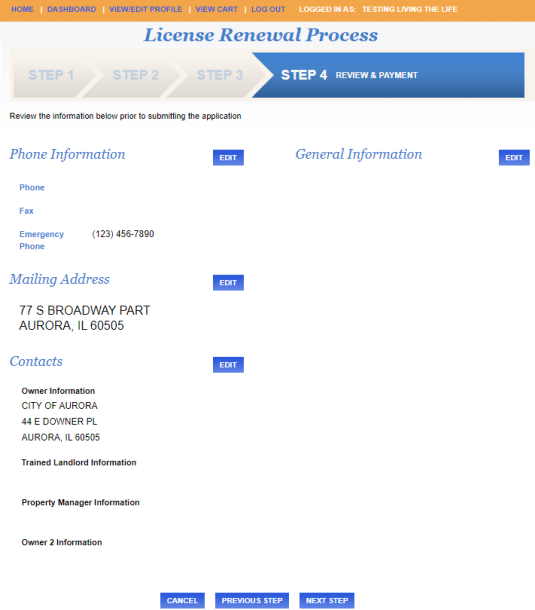 HOME | DASHBOARD | VIEW/EDIT PROFILE | VIEW CART | LOG OUT LOGGED IN AS: TESTING LIVING THE LIFE
License Renewal Process
STEP 1 STEP 2 STEP 3 STEP 4 REVIEW & PAYMENT
Review the information below prior to submitting the application
Phone Information EDIT General Information EDIT
Phone
Fax
Emergency (123) 456-7890
Phone
Mailing Address EDIT
77 S BROADWAY PART
AURORA, IL 60505
Contacts EDIT
Owner Information
CITY OF AURORA
44 E DOWNER PL
AURORA, IL 60505
Trained Landlord Information
Property Manager Information
Owner 2 Information
CANCEL PREVIOUS STEP NEXT STEP